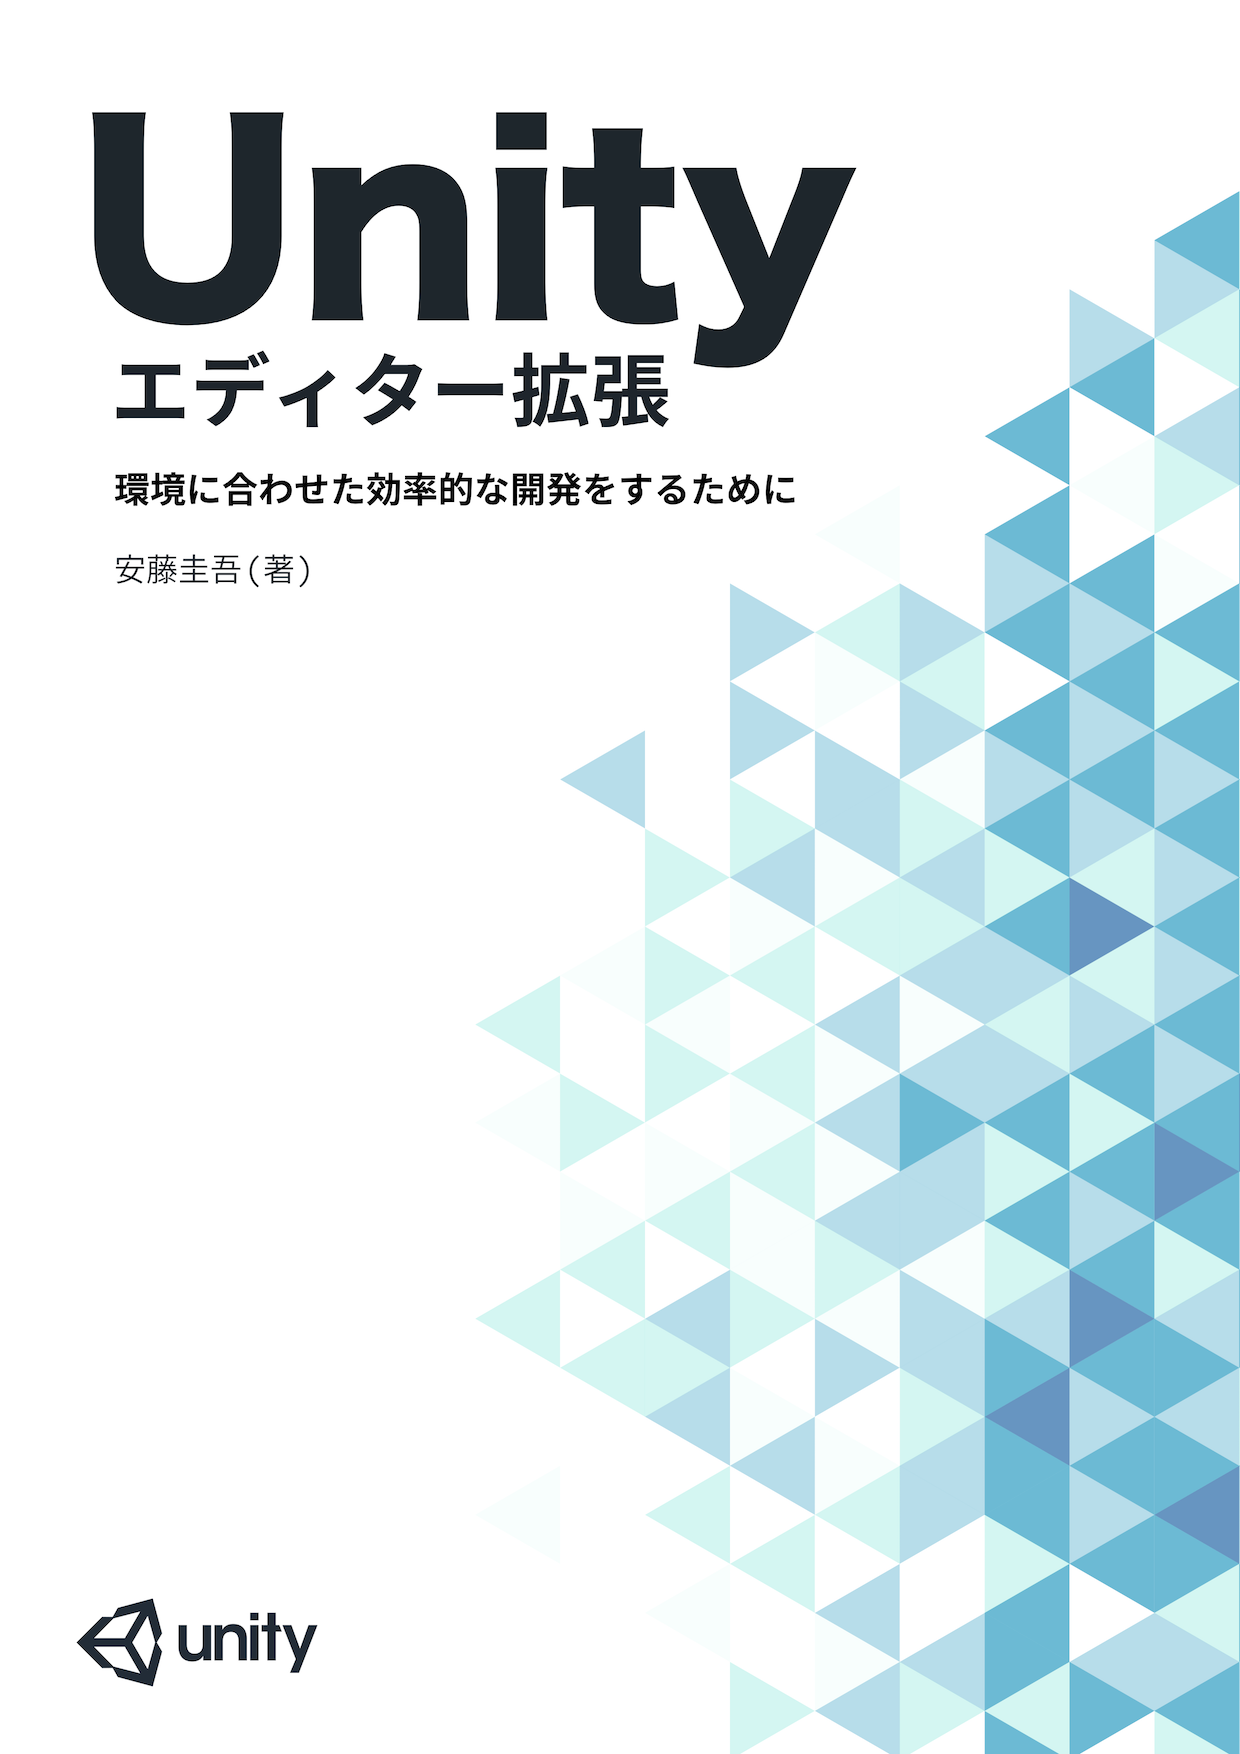 Unity
エディター拡張
環境に合わせた効率的な開発をするために
安藤圭吾(著)
unity